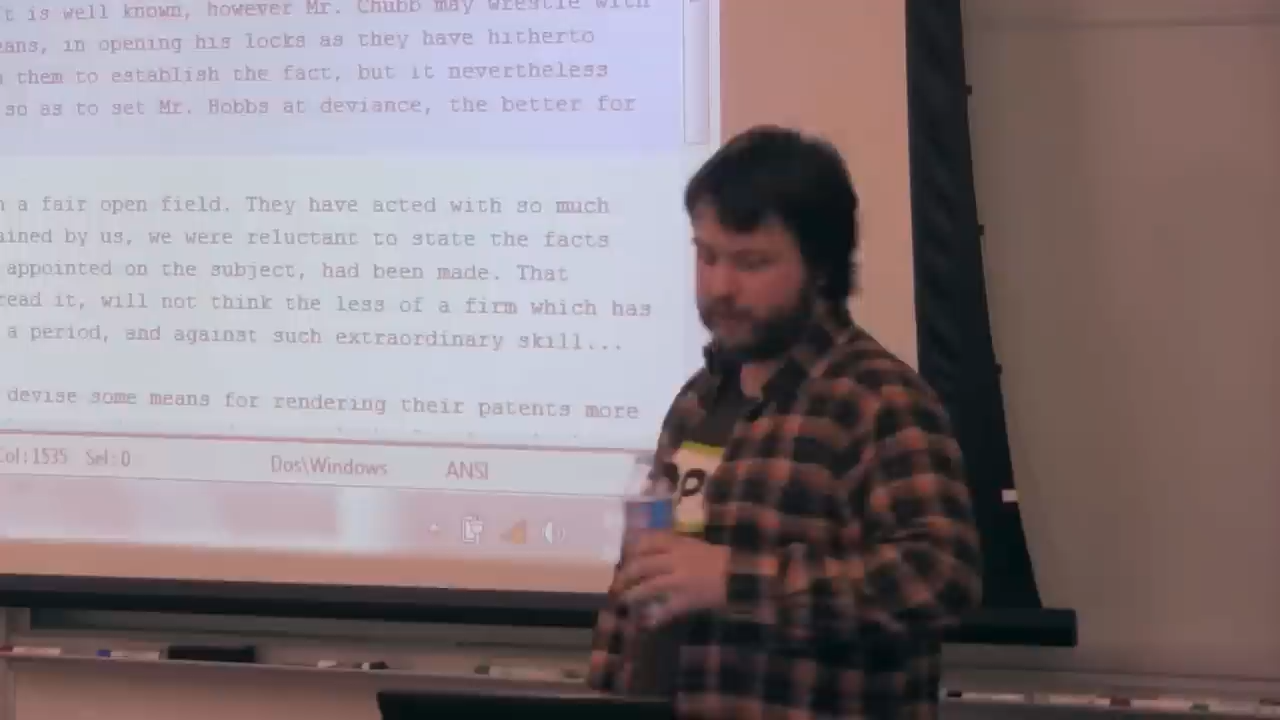 t is well known, however Mr. Chubb may wrestle with
eans, in opening his locks as they have hitherto
them to establish the fact, but it nevertheless
so as to set Mr. Hobbs at deviance, the better for
a fair open field. They have acted with so much
ained by us, we were reluctant to state the facts
appointed on the subject, had been made. That
read it, will not think the less of a firm which has
a period, and against such extraordinary skill...
devise some means for rendering their patents more
Col:1535 Sel:0 Dos\Windows ANSI